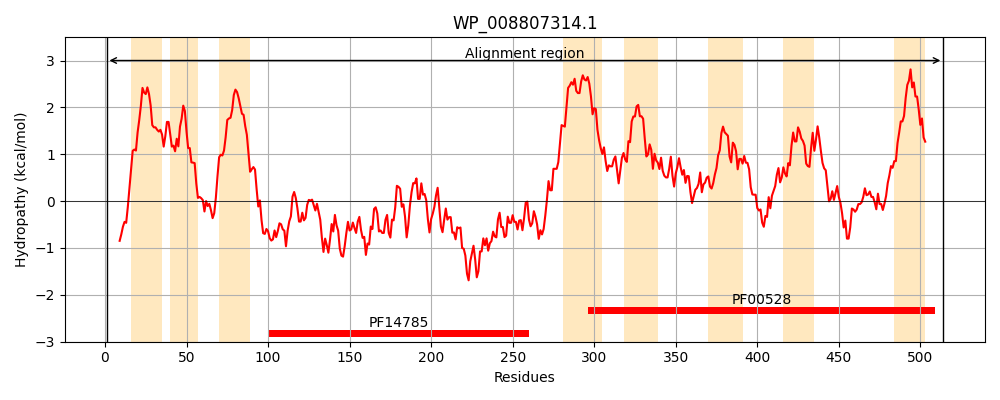 WP_008807314.1
Alignment region
3
2
1
0
−1
−2
−3
Hydropathy (kcal/mol)
PF00528
PF14785
0 50 100 150 200 250 300 350 400 450 500
Residues